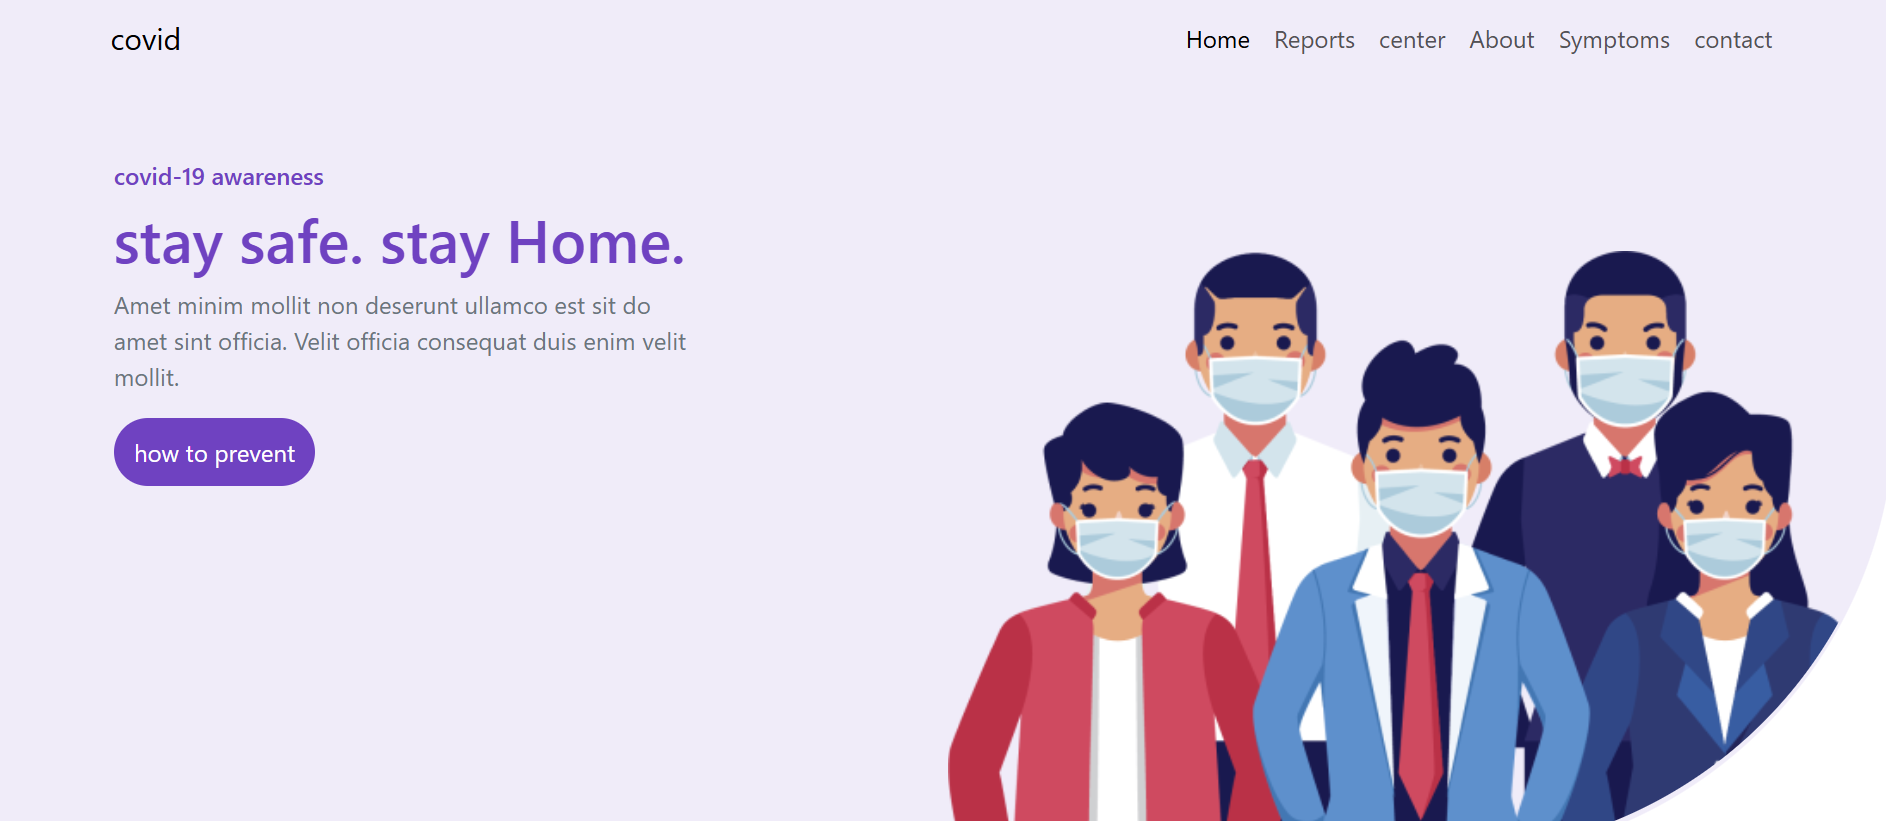 covid
Home Reports center About Symptoms contact
covid-19 awareness
stay safe. stay Home.
Amet minim mollit non deserunt ullamco est sit do
amet sint officia. Velit officia consequat duis enim velit
mollit.
how to prevent